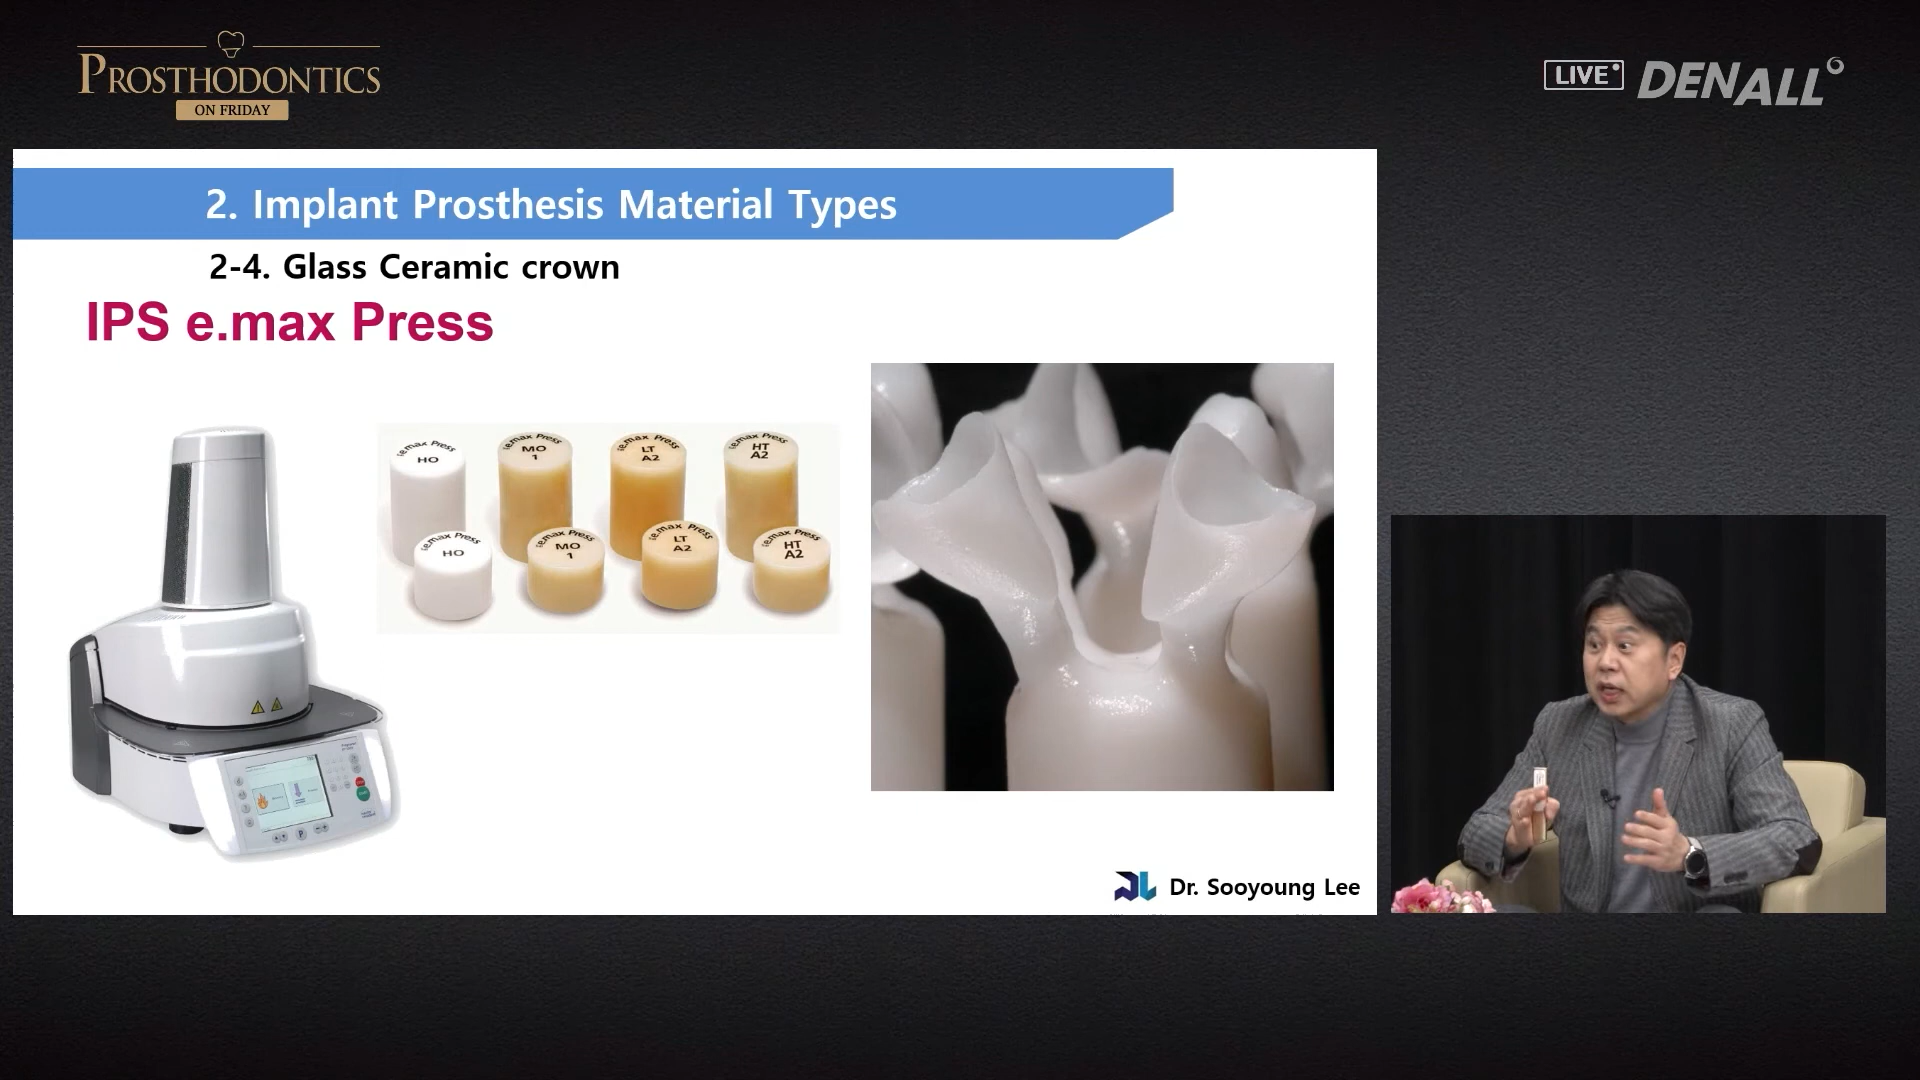 PROSTHODONTICS
ON FRIDAY
LIVE
DENALL
2. Implant Prosthesis Material Types
2-4. Glass Ceramic crown
IPS e.max Press
e.max Press
HO
e.max Press
MO
1
e.max Press
LT
A2
e.max Press
HT
A2
e.max Press
HO
e.max Press
MO
1
e.max Press
LT
A2
e.max Press
HT
A2
P
Dr. Sooyoung Lee